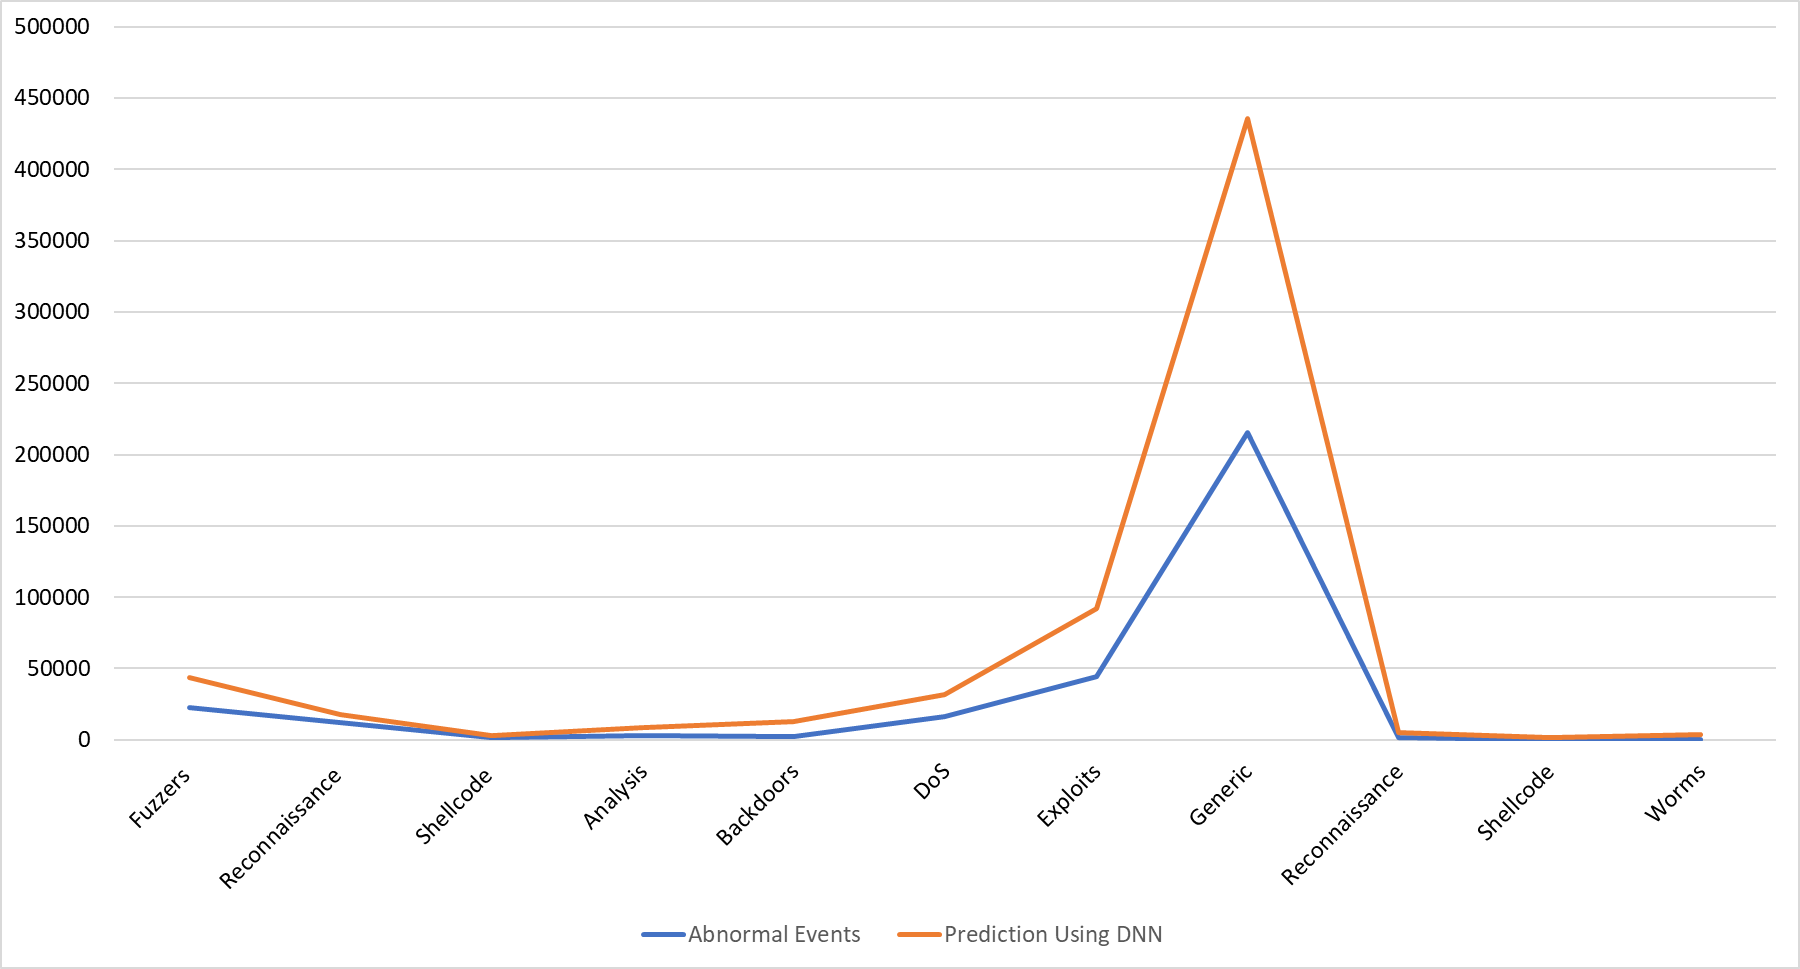 500000
450000
400000
350000
300000
250000
200000
150000
100000
50000
0
Fuzzers
Reconnaissance
Shellcode
Analysis
Backdoors
DoS
Exploits
Generic
Reconnaissance
Shellcode
Worms
Abnormal Events
Prediction Using DNN